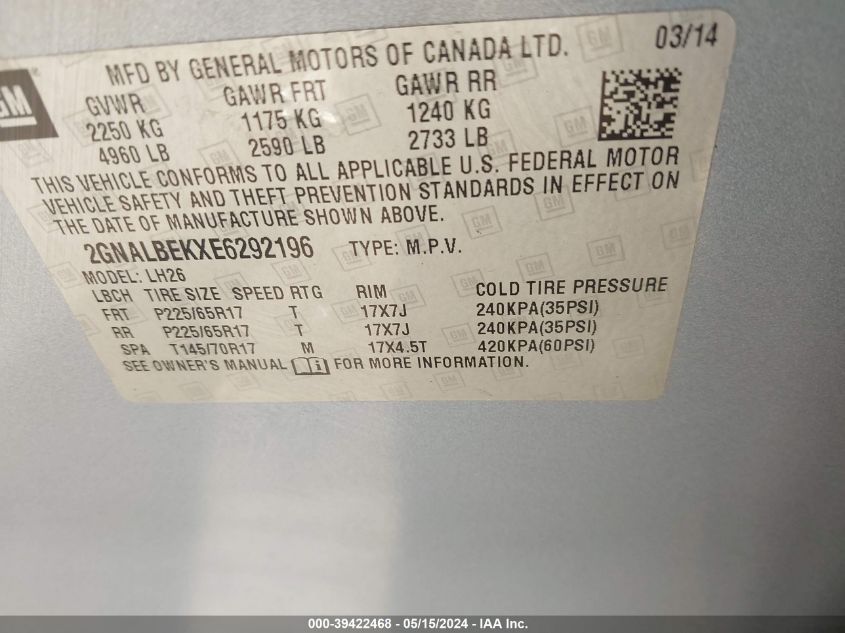 03/14
MFD BY GENERAL MOTORS OF CANADA LTD.
GM
GVWR GAWR FRT GAWR RR
2250 KG 1175 KG 1240 KG
4960 LB 2590 LB 2733 LB
THIS VEHICLE CONFORMS TO ALL APPLICABLE U.S. FEDERAL MOTOR
VEHICLE SAFETY AND THEFT PREVENTION STANDARDS IN EFFECT ON
THE DATE OF MANUFACTURE SHOWN ABOVE.
2GNALBEKXE6292196 TYPE: M.P.V.
MODEL: LH26
LBCH TIRE SIZE SPEED RTG RIM COLD TIRE PRESSURE
FRT P225/65R17 T 17X7J 240KPA(35PSI)
RR P225/65R17 T 17X7J 240KPA(35PSI)
SPA T145/70R17 M 17X4.5T 420KPA(60PSI)
SEE OWNER'S MANUAL FOR MORE INFORMATION.
000-39422468 - 05/15/2024 - IAA Inc.